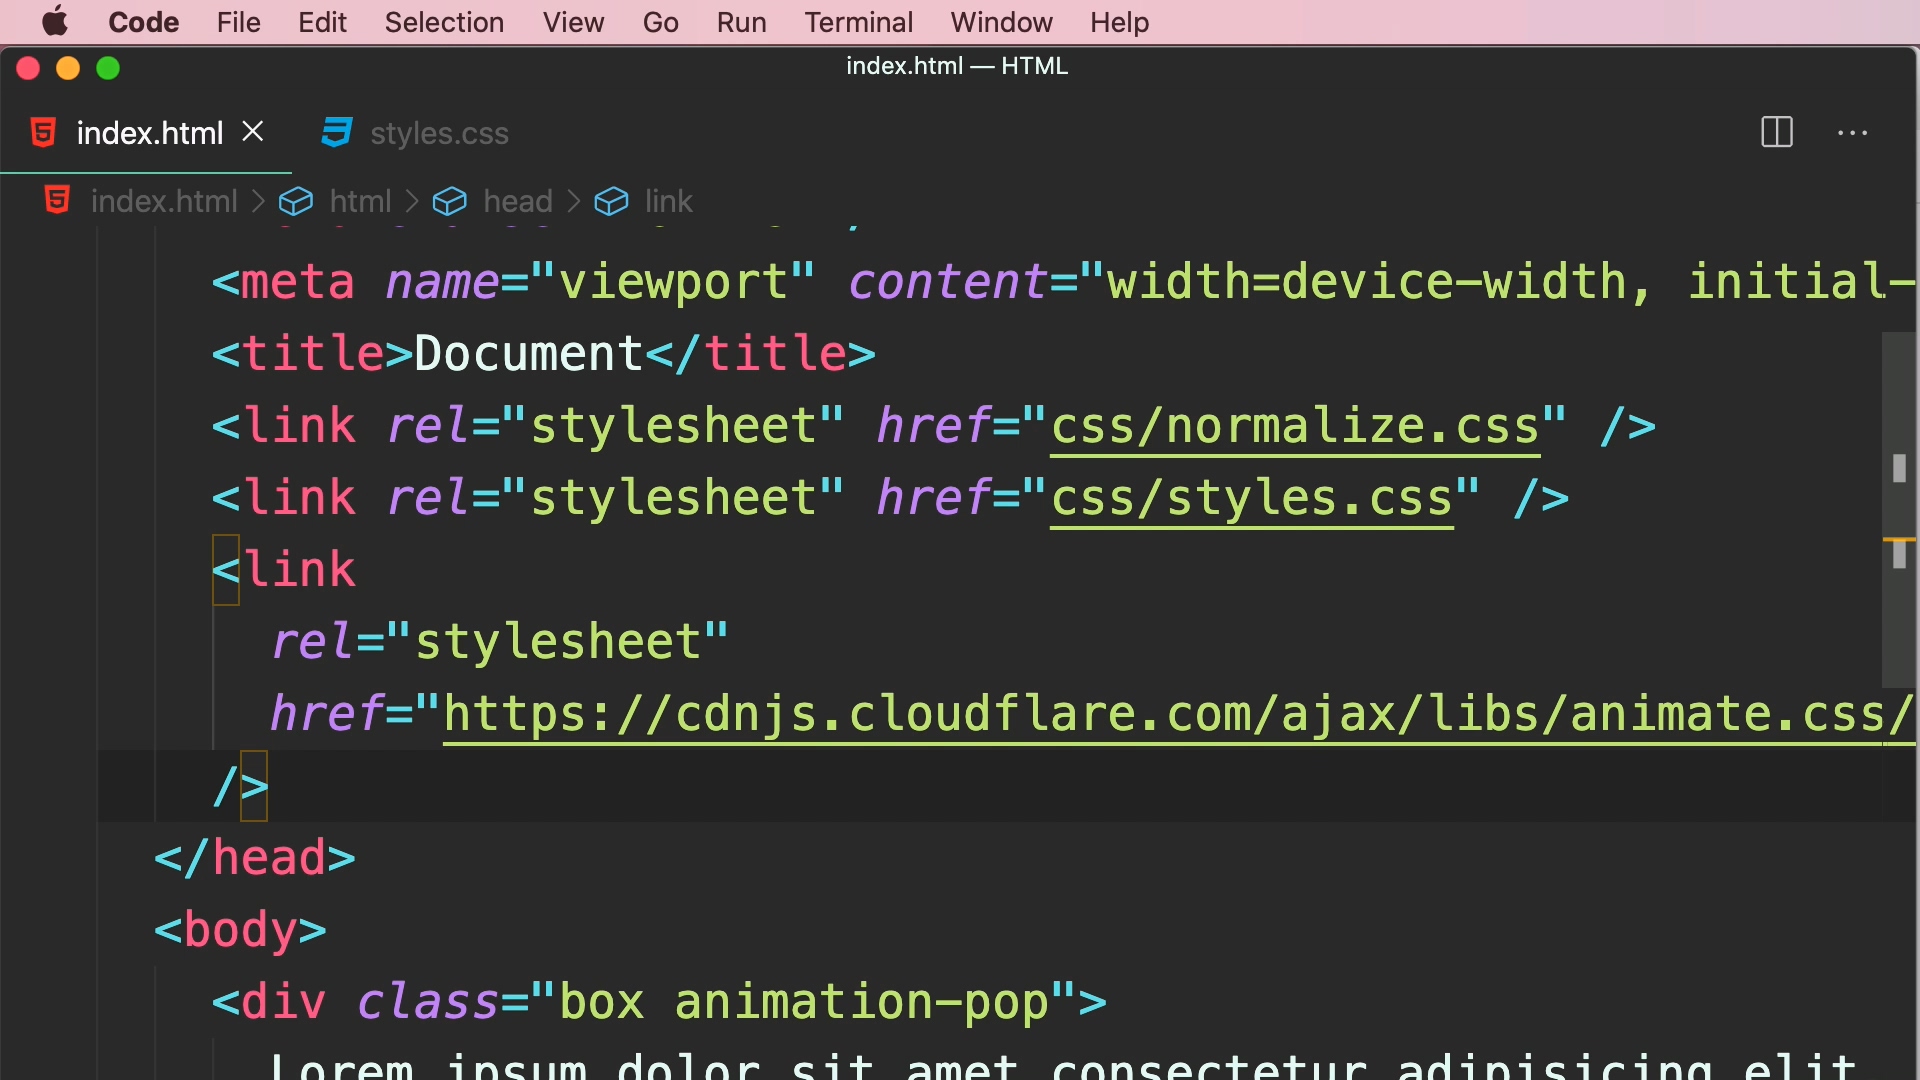 Code File Edit Selection View Go Run Terminal Window Help
index.html — HTML
index.html styles.css
index.html > html > head > link
<meta name="viewport" content="width=device-width, initial-
<title>Document</title>
<link rel="stylesheet" href="css/normalize.css" />
<link rel="stylesheet" href="css/styles.css" />
<link
rel="stylesheet"
href="https://cdnjs.cloudflare.com/ajax/libs/animate.css/
/>
</head>
<body>
<div class="box animation-pop">
Lorem ipsum dolor sit amet consectetur adipisicing elit